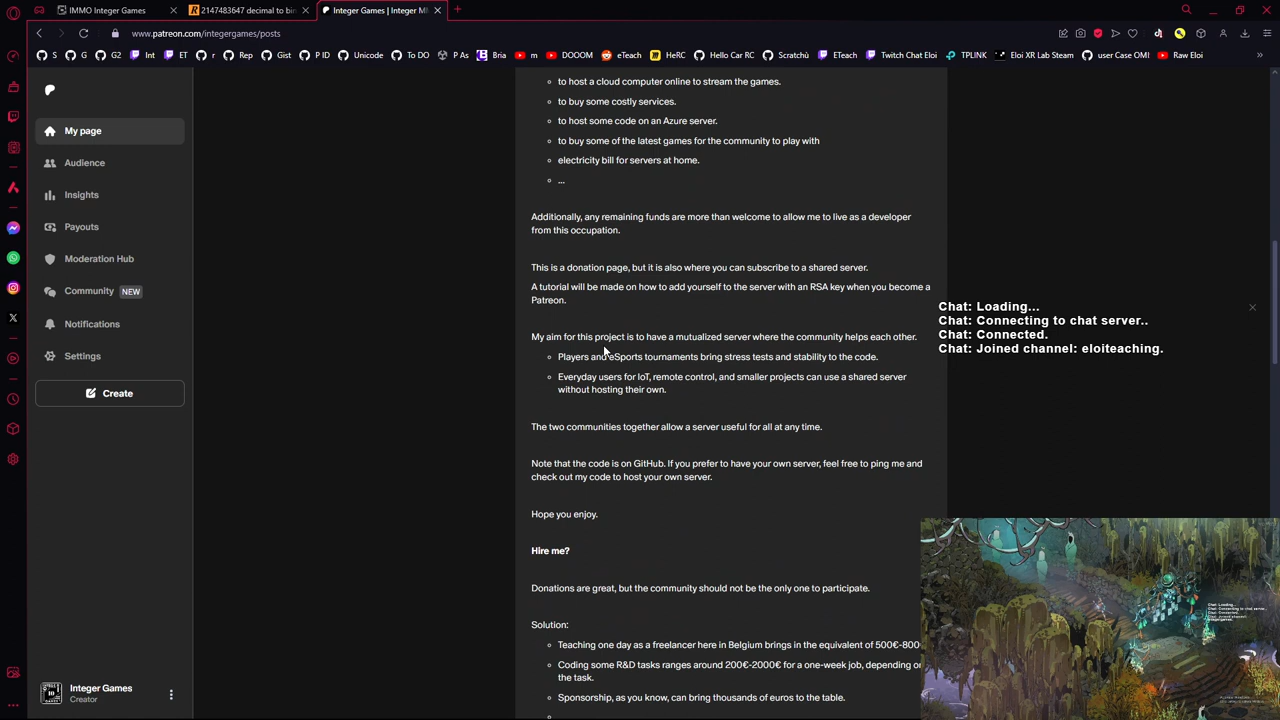 IMMO Integer Games
2147483647 decimal to bin
Integer Games | Integer M
www.patreon.com/integergames/posts
S
G
G2
Int
ET
Rep
Gist
P ID
Unicode
To DO
P As
Bria
m
DOOOM
eTeach
HeRC
Hello Car RC
Scratchù
ETeach
Twitch Chat Eloi
TPLINK
Eloi XR Lab Steam
user Case OMI
Raw Eloi
to host a cloud computer online to stream the games.
My page
to buy some costly services.
to host some code on an Azure server.
to buy some of the latest games for the community to play with
Audience
electricity bill for servers at home.
...
Insights
Additionally, any remaining funds are more than welcome to allow me to live as a developer
from this occupation.
Payouts
Moderation Hub
This is a donation page, but it is also where you can subscribe to a shared server.
A tutorial will be made on how to add yourself to the server with an RSA key when you become a
Patreon.
Community NEW
Notifications
Chat: Loading...
Chat: Connecting to chat server..
Chat: Connected.
Chat: Joined channel: eloiteaching.
My aim for this project is to have a mutualized server where the community helps each other.
Settings
Players and eSports tournaments bring stress tests and stability to the code.
Everyday users for IoT, remote control, and smaller projects can use a shared server
without hosting their own.
Create
The two communities together allow a server useful for all at any time.
Note that the code is on GitHub. If you prefer to have your own server, feel free to ping me and
check out my code to host your own server.
Hope you enjoy.
Hire me?
Donations are great, but the community should not be the only one to participate.
Solution:
Teaching one day as a freelancer here in Belgium brings in the equivalent of 500€-800
Coding some R&D tasks ranges around 200€-2000€ for a one-week job, depending on
the task.
Sponsorship, as you know, can bring thousands of euros to the table.
Integer Games
Creator